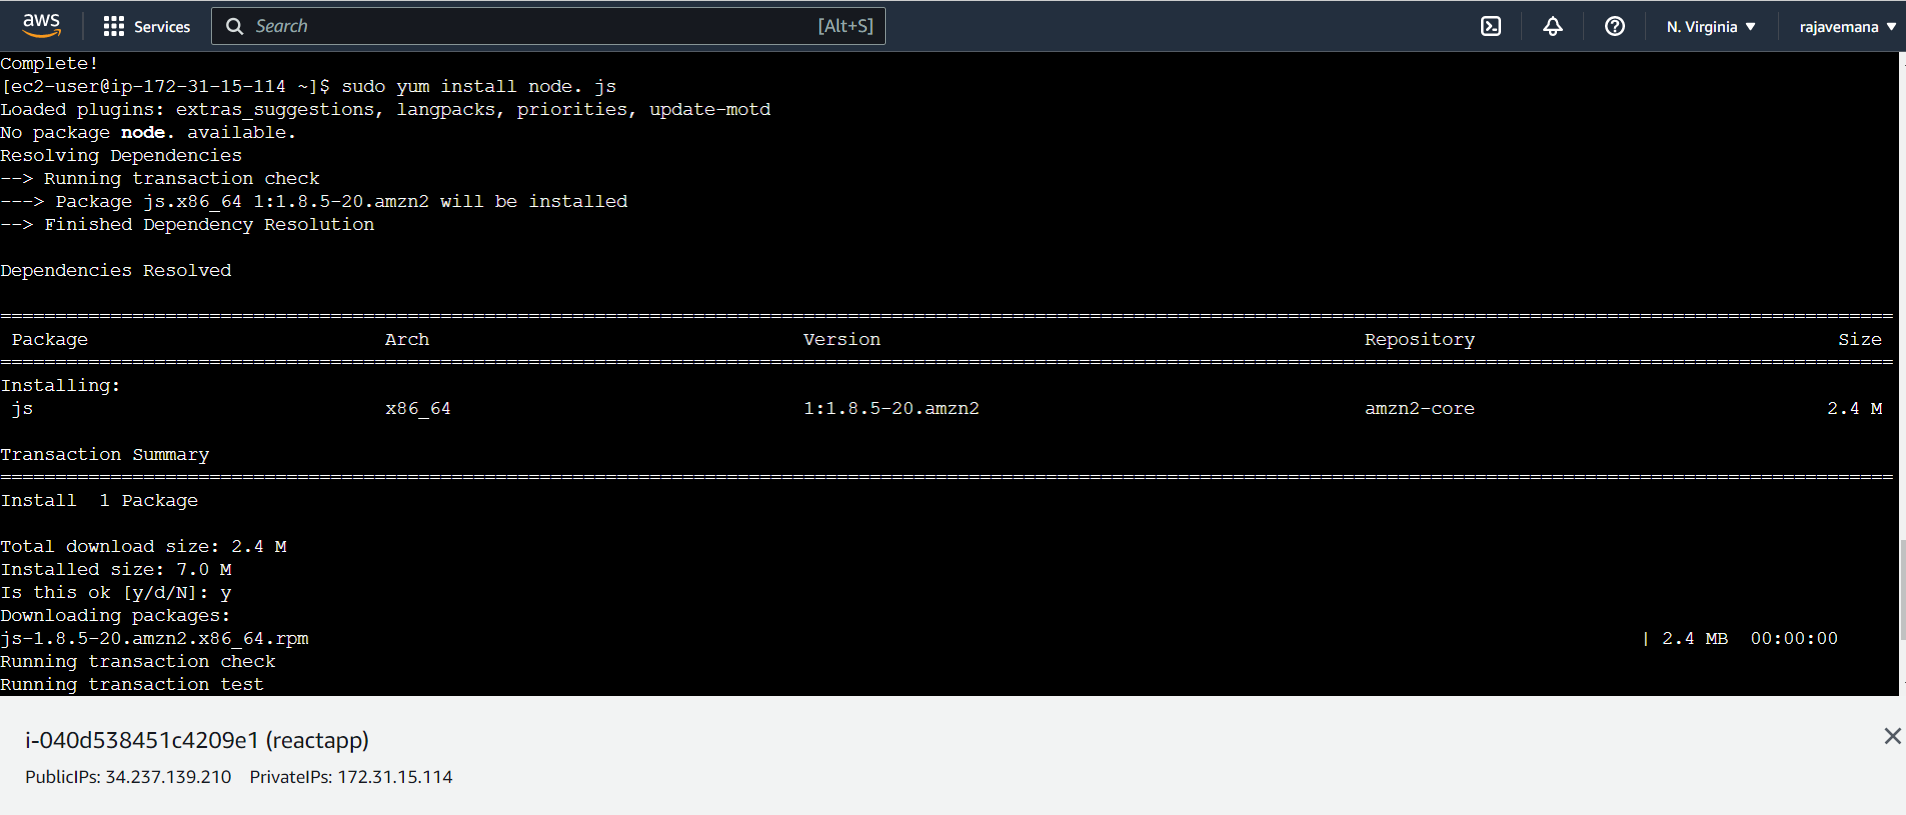 aws Services Search [Alt+S] N. Virginia ▼ rajavemana ▼
Complete!
[ec2-user@ip-172-31-15-114 ~]$ sudo yum install node. js
Loaded plugins: extras_suggestions, langpacks, priorities, update-motd
No package node. available.
Resolving Dependencies
--> Running transaction check
---> Package js.x86_64 1:1.8.5-20.amzn2 will be installed
--> Finished Dependency Resolution
Dependencies Resolved
Package Arch Version Repository Size
Installing:
js x86_64 1:1.8.5-20.amzn2 amzn2-core 2.4 M
Transaction Summary
Install 1 Package
Total download size: 2.4 M
Installed size: 7.0 M
Is this ok [y/d/N]: y
Downloading packages:
js-1.8.5-20.amzn2.x86_64.rpm | 2.4 MB 00:00:00
Running transaction check
Running transaction test
i-040d538451c4209e1 (reactapp)
PublicIPs: 34.237.139.210 PrivateIPs: 172.31.15.114